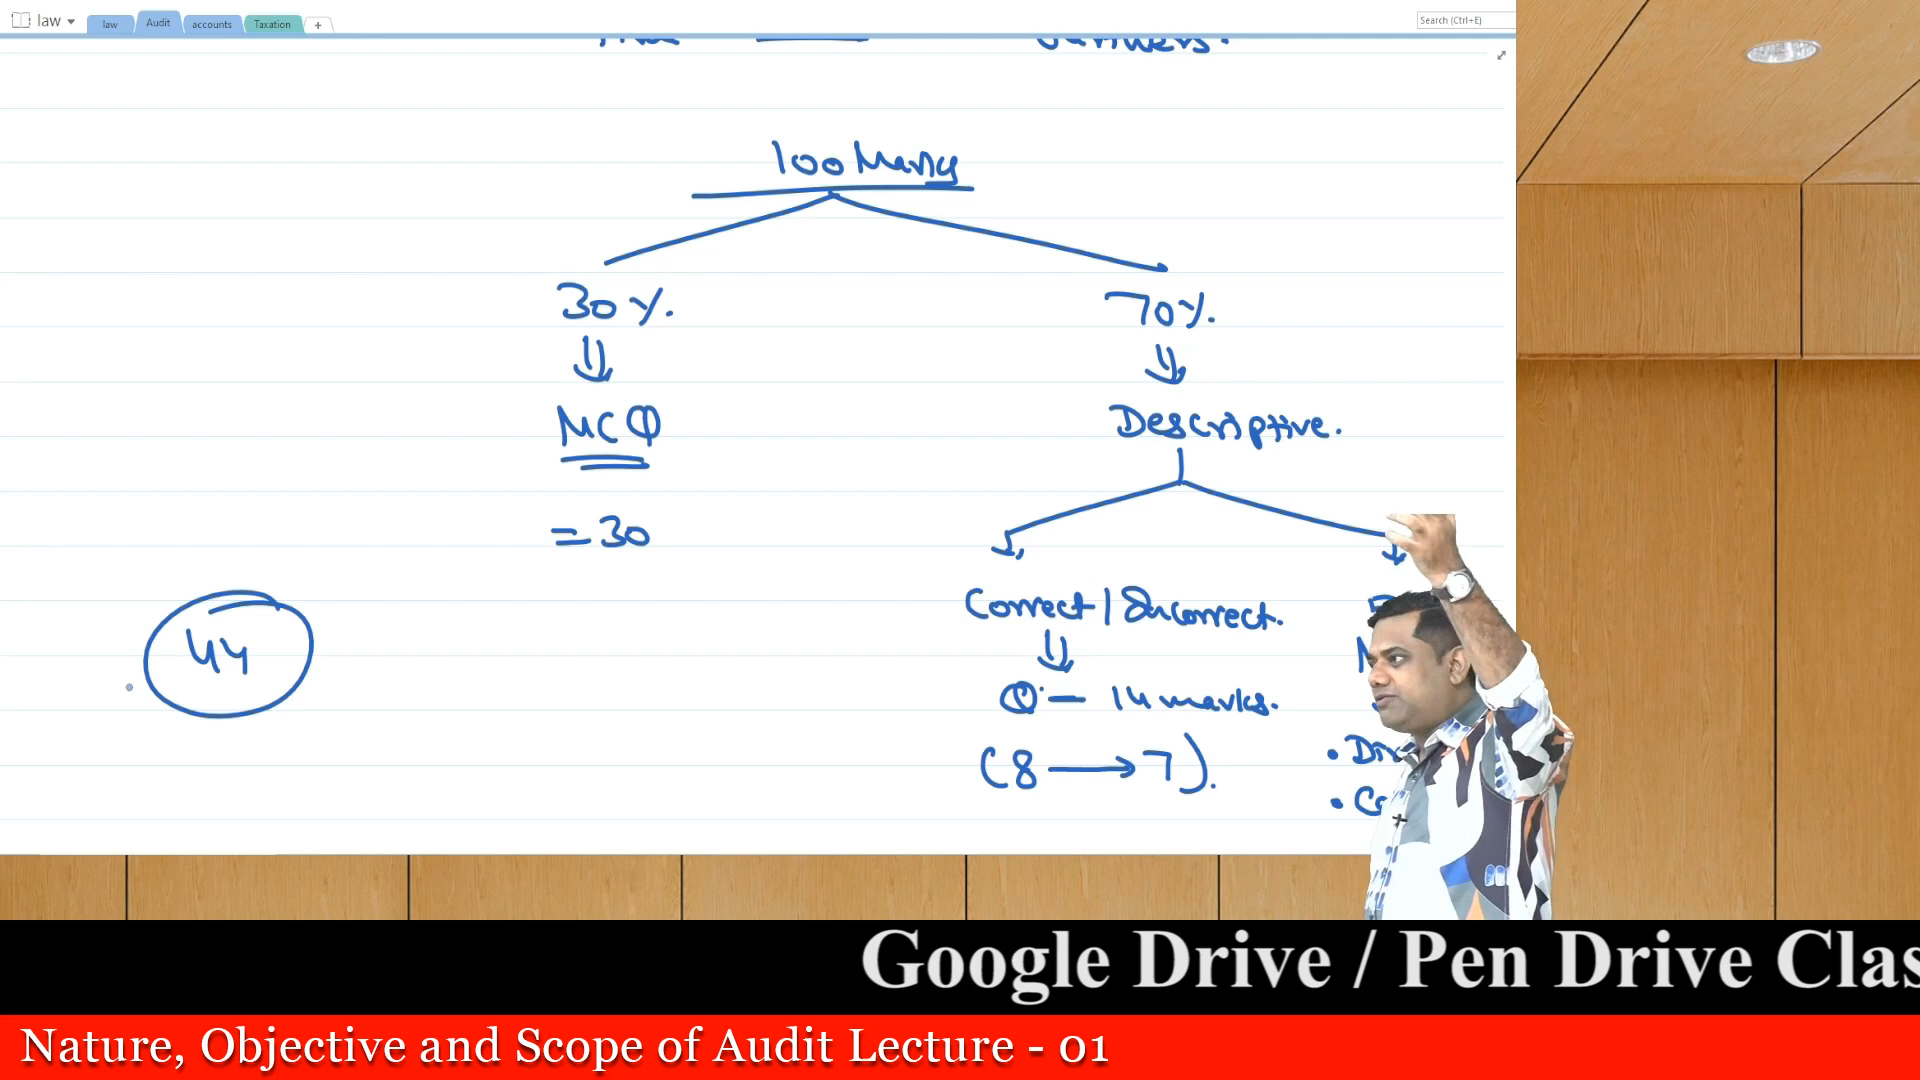 law
law Audit accounts Taxation +
Search (Ctrl+E)
100 Marks
30 %.
70 %.
MCQ
Descriptive.
= 30
Correct | Incorrect.
44
Q - 14 marks.
(8 → 7).
Google Drive / Pen Drive Clas
Nature, Objective and Scope of Audit Lecture - 01